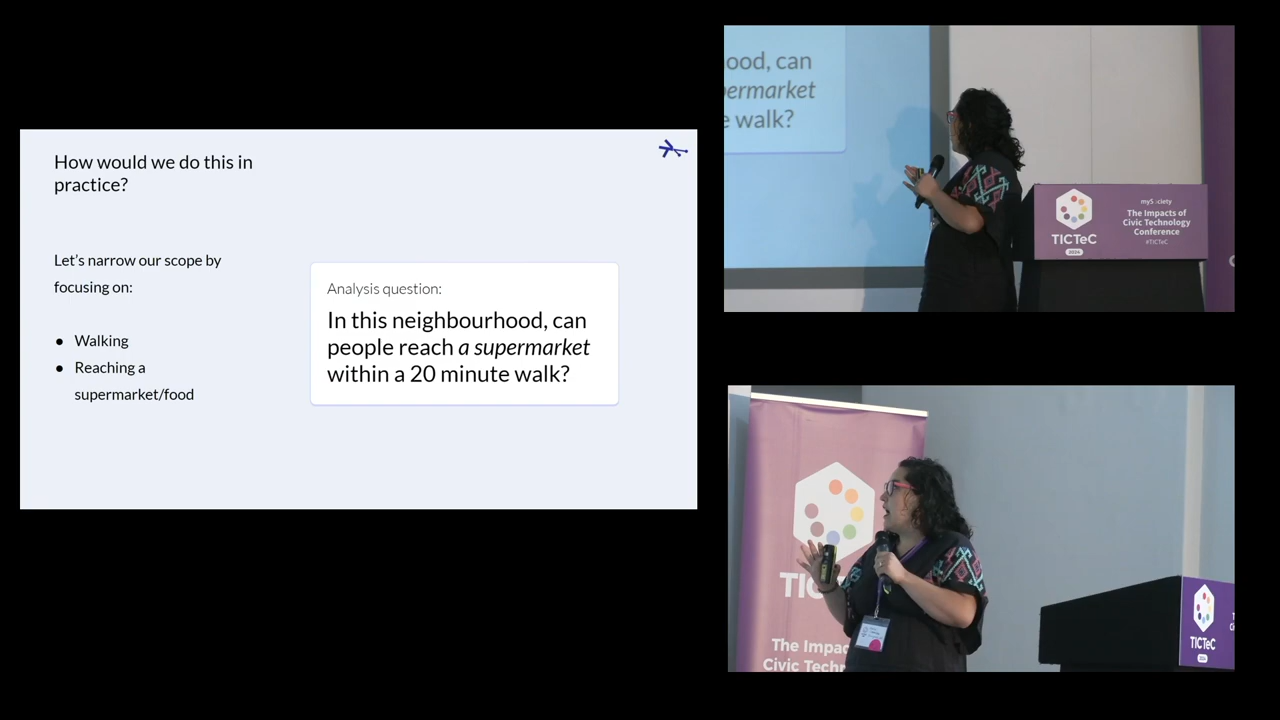 How would we do this in
practice?
Let's narrow our scope by
focusing on:
● Walking
● Reaching a
supermarket/food
Analysis question:
In this neighbourhood, can
people reach a supermarket
within a 20 minute walk?
ood, can
permarket
e walk?
TICTeC
2024
mySociety
The Impacts of
Civic Technology
Conference
#TICTeC
TIC
The Impac
Civic Techn
TICTeC